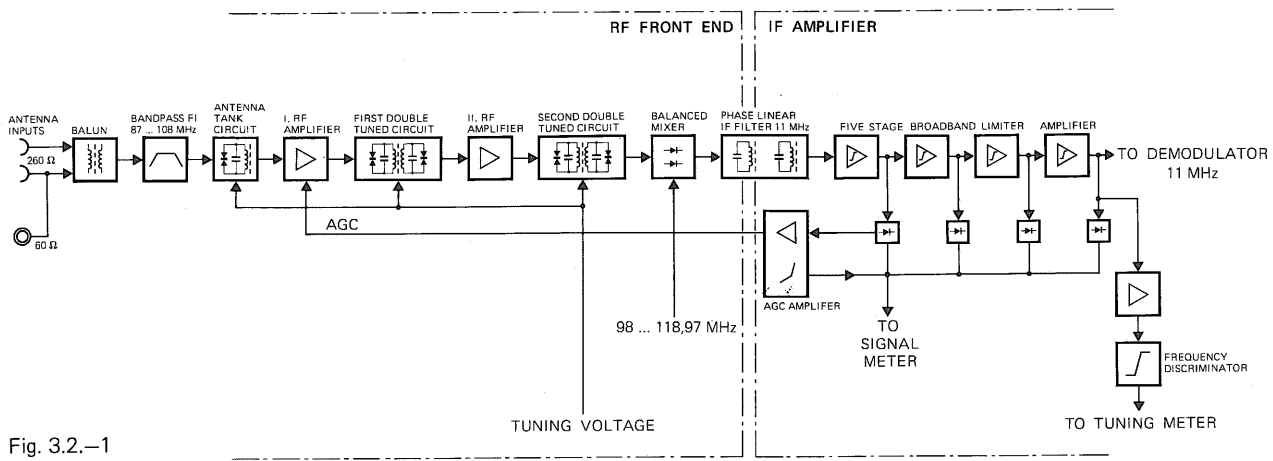 RF FRONT END
IF AMPLIFIER
ANTENNA
INPUTS
260 Ω
60 Ω
BALUN
BANDPASS FI
87 ... 108 MHz
ANTENNA
TANK
CIRCUIT
I. RF
AMPLIFIER
FIRST DOUBLE
TUNED CIRCUIT
II. RF
AMPLIFIER
SECOND DOUBLE
TUNED CIRCUIT
BALANCED
MIXER
PHASE LINEAR
IF FILTER 11 MHz
FIVE STAGE BROADBAND LIMITER AMPLIFIER
TO DEMODULATOR
11 MHz
AGC
AGC AMPLIFER
98 ... 118,97 MHz
TO
SIGNAL
METER
FREQUENCY
DISCRIMINATOR
TUNING VOLTAGE
TO TUNING METER
Fig. 3.2.—1